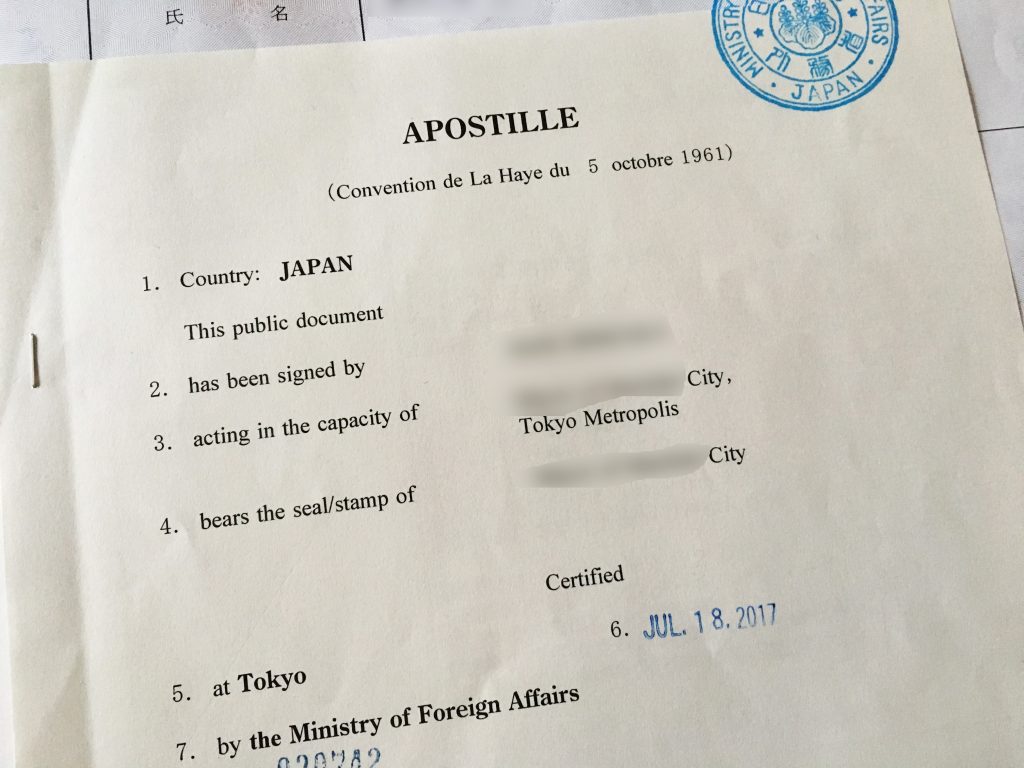 氏 名
MINISTRY
AFFAIRS
JAPAN
APOSTILLE
(Convention de La Haye du 5 octobre 1961)
1. Country: JAPAN
This public document
2. has been signed by
City,
3. acting in the capacity of
Tokyo Metropolis
City
4. bears the seal/stamp of
Certified
6. JUL. 18. 2017
5. at Tokyo
7. by the Ministry of Foreign Affairs